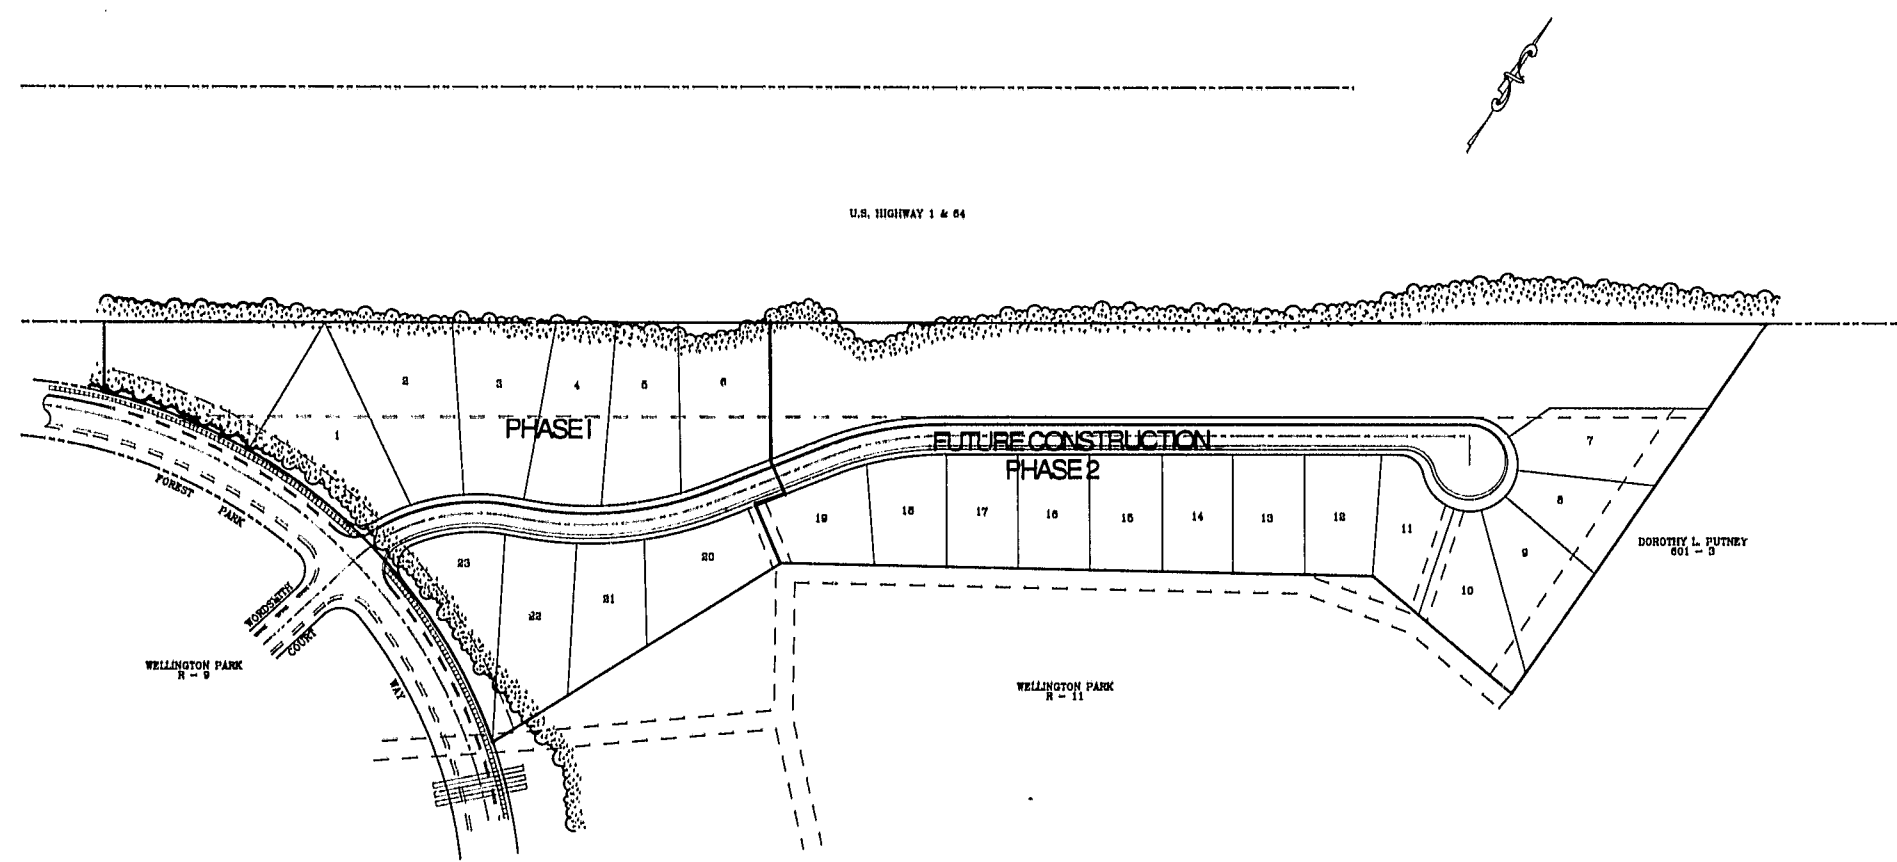 U.S. HIGHWAY 1 & 64
2
3
4
5
6
1
PHASE 1
FUTURE CONSTRUCTION
PHASE 2
7
8
9
10
11
12
13
14
15
16
17
18
19
20
21
22
23
FOREST
PARK
WAY
WORDSMITH
COURT
WELLINGTON PARK
R - 9
WELLINGTON PARK
R - 11
DOROTHY L. PUTNEY
601 - 3